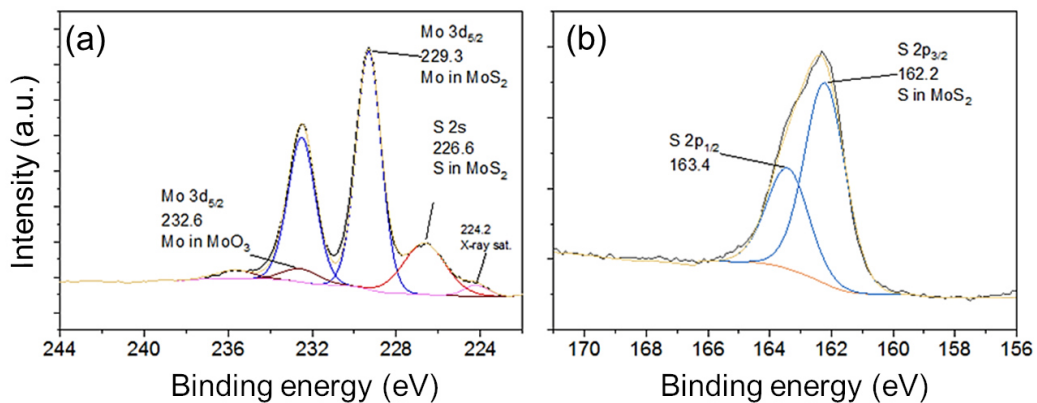 (a)
Mo 3d5/2
229.3
Mo in MoS2
S 2s
226.6
S in MoS2
Mo 3d5/2
232.6
Mo in MoO3
224.2
X-ray sat.
Intensity (a.u.)
244 240 236 232 228 224
Binding energy (eV)
(b)
S 2p3/2
162.2
S in MoS2
S 2p1/2
163.4
170 168 166 164 162 160 158 156
Binding energy (eV)